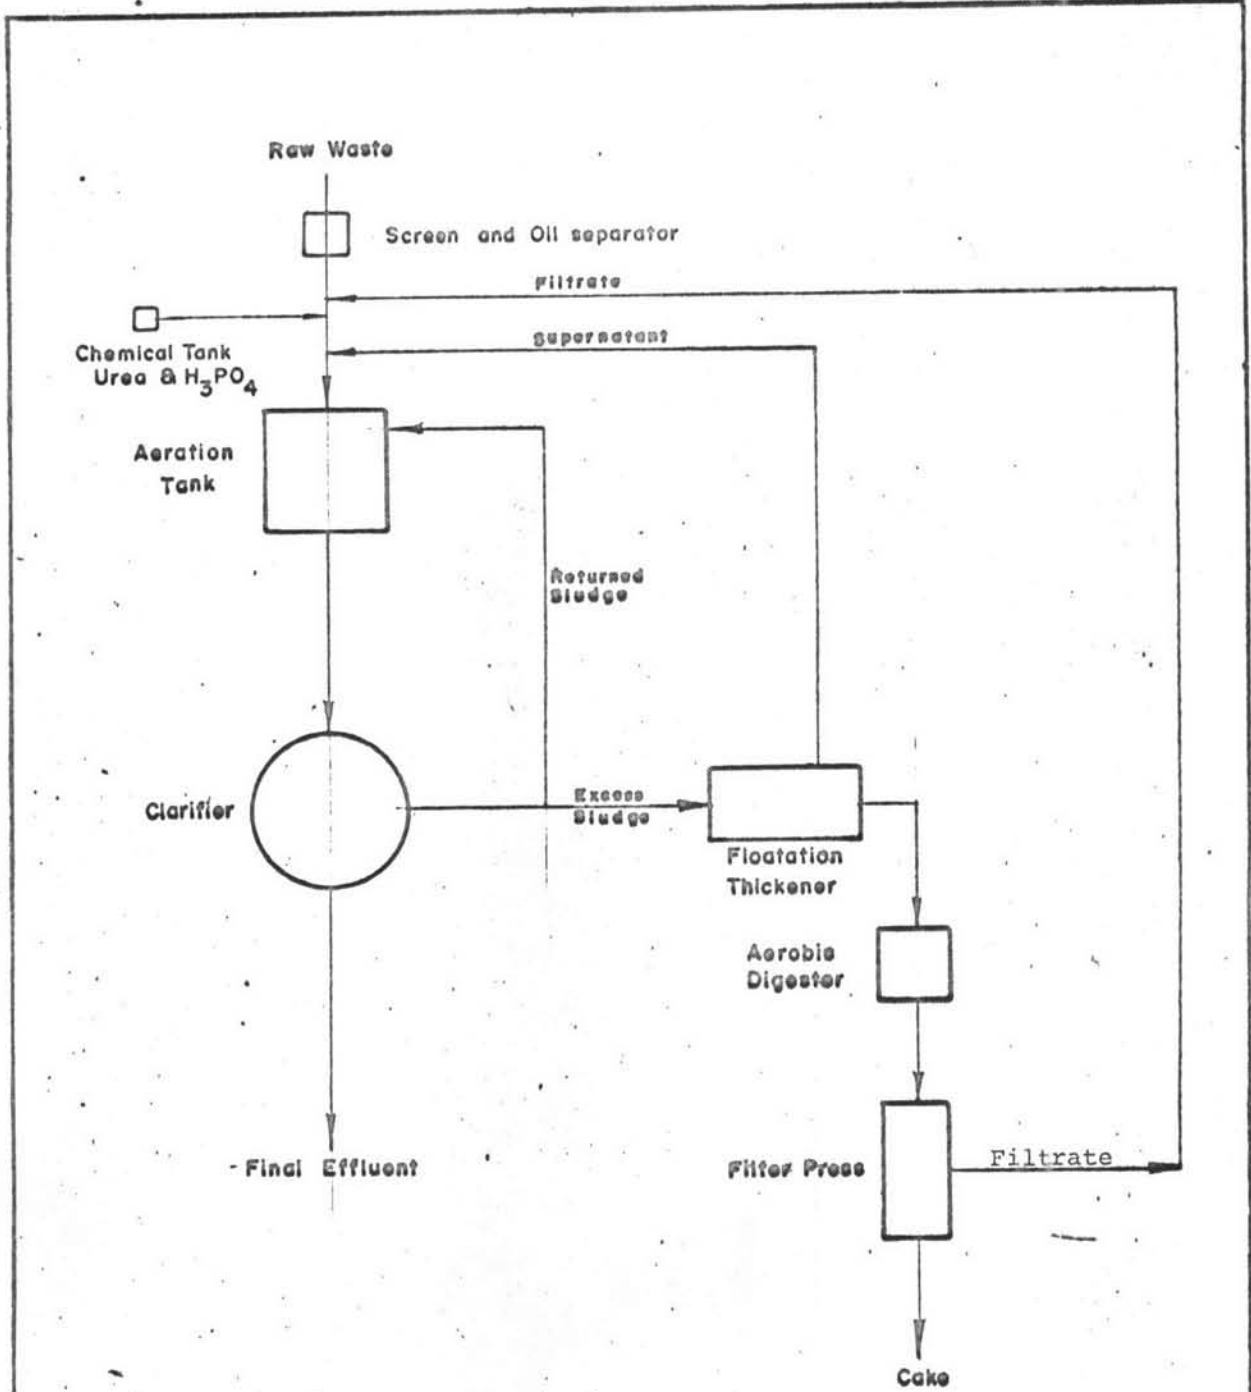 Raw Waste
Screen and Oil separator
Filtrate
Chemical Tank
Urea & H3PO4
Supernatant
Aeration
Tank
Returned
Sludge
Clarifier
Excess
Sludge
Floatation
Thickener
Aerobic
Digester
Final Effluent
Filter Press
Filtrate
Cake